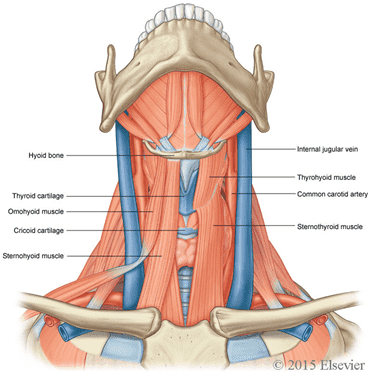 Hyoid bone
Thyroid cartilage
Omohyoid muscle
Cricoid cartilage
Sternohyoid muscle
Internal jugular vein
Thyrohyoid muscle
Common carotid artery
Sternothyroid muscle
© 2015 Elsevier